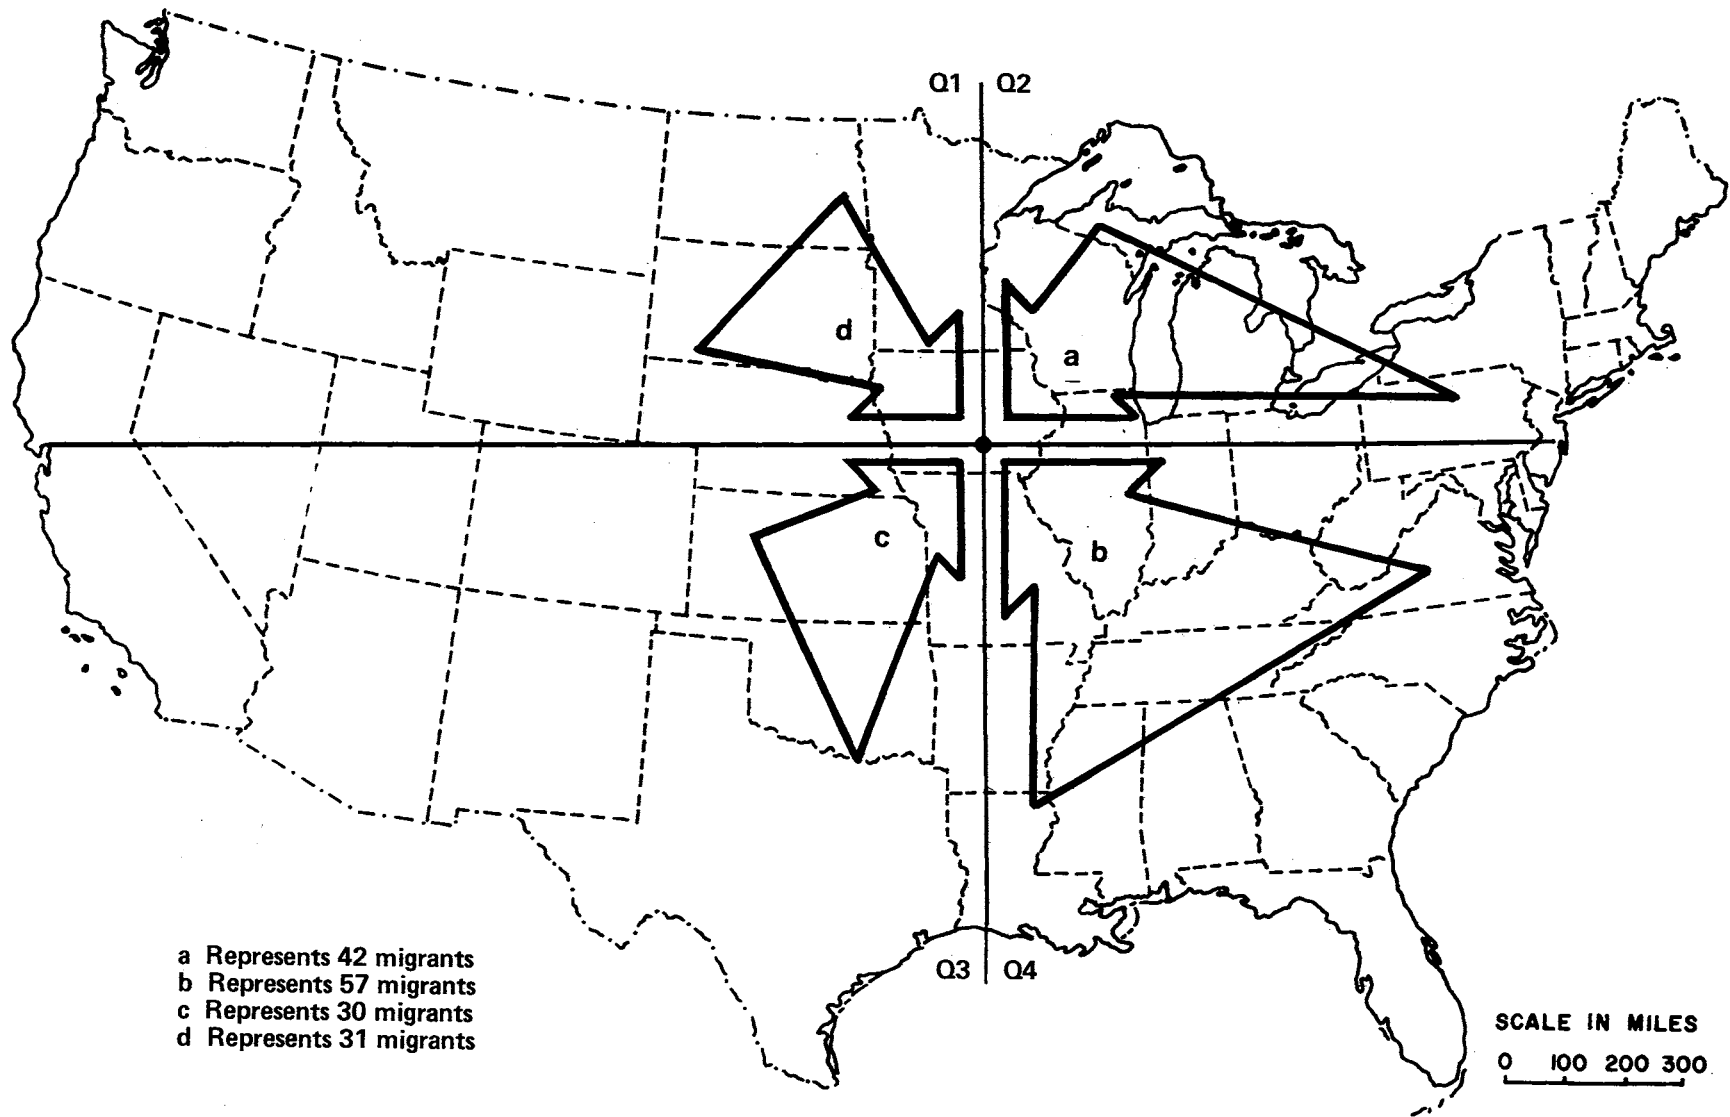 Q1 Q2
d
a
c
b
Q3 Q4
a Represents 42 migrants
b Represents 57 migrants
c Represents 30 migrants
d Represents 31 migrants
SCALE IN MILES
0 100 200 300